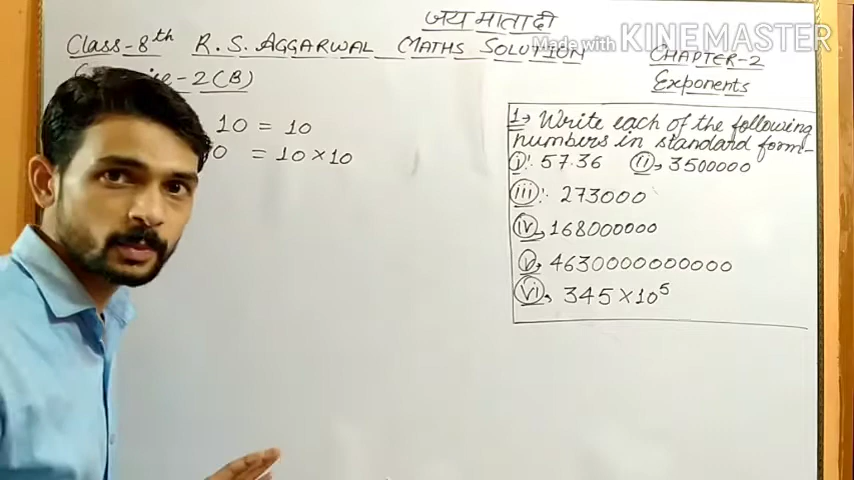 जय माता दी
Made with KINEMASTER
Class-8th R.S. AGGARWAL MATHS SOLUTION
CHAPTER-2
Exponents
-2(B)
10 = 10
0 = 10×10
1→ Write each of the following
numbers in standard form-
(i) 57.36 (ii) 3500000
(iii) 273000
(iv) 168000000
(v) 4630000000000
(vi) 345×10⁵